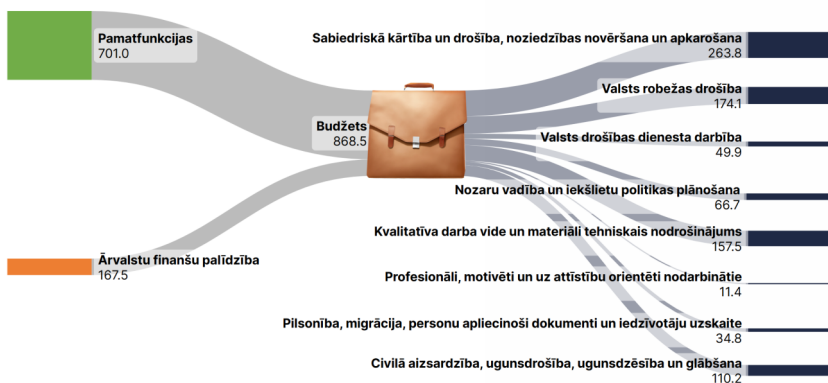 Pamatfunkcijas
701.0
Ārvalstu finanšu palīdzība
167.5
Budžets
868.5
Sabiedriskā kārtība un drošība, noziedzības novēršana un apkarošana
263.8
Valsts robežas drošība
174.1
Valsts drošības dienesta darbība
49.9
Nozaru vadība un iekšlietu politikas plānošana
66.7
Kvalitatīva darba vide un materiāli tehniskais nodrošinājums
157.5
Profesionāli, motivēti un uz attīstību orientēti nodarbinātie
11.4
Pilsonība, migrācija, personu apliecinoši dokumenti un iedzīvotāju uzskaite
34.8
Civilā aizsardzība, ugunsdrošība, ugunsdzēsība un glābšana
110.2